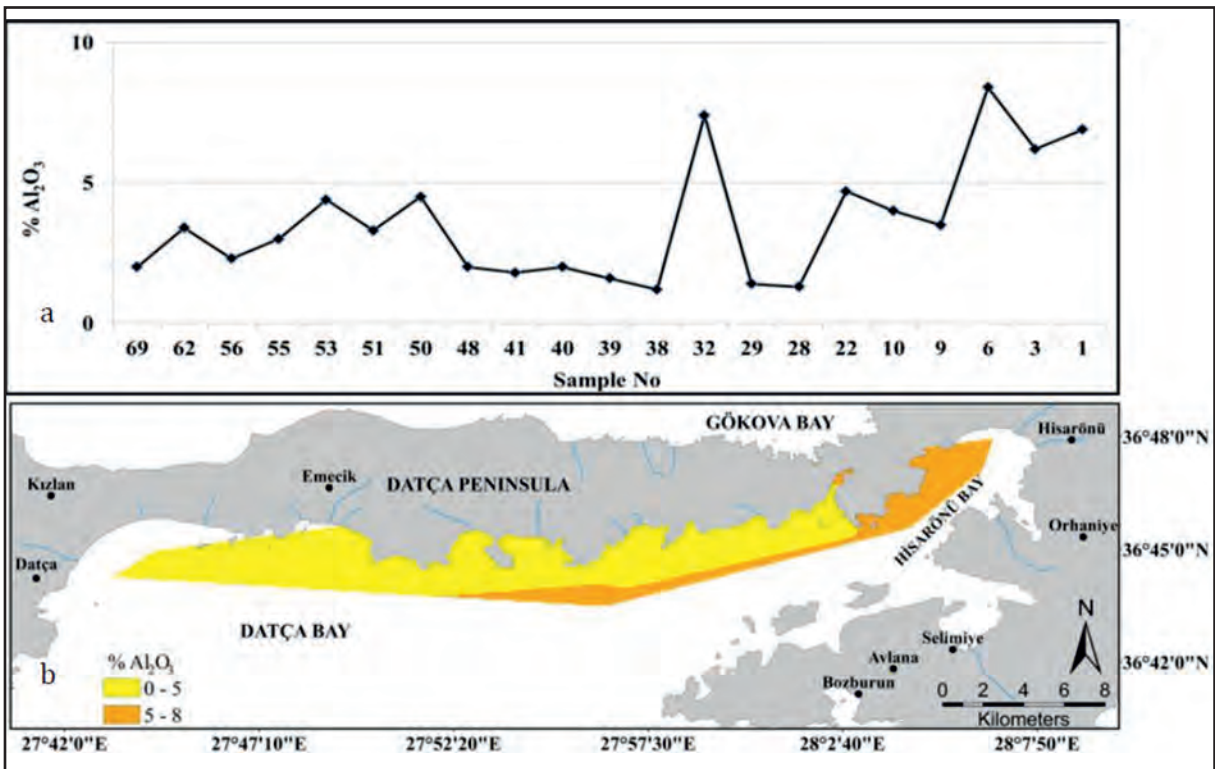 10
5
0
% Al₂O₃
a
69 62 56 55 53 51 50 48 41 40 39 38 32 29 28 22 10 9 6 3 1
Sample No
GÖKOVA BAY
Hisarönü
36°48'0"N
Kızlan
Emecik
DATÇA PENINSULA
HİSARÖNÜ BAY
Orhaniye
36°45'0"N
Datça
DATÇA BAY
N
Selimiye
Avlana
Bozburun
36°42'0"N
b
% Al₂O₃
0 - 5
5 - 8
0 2 4 6 8
Kilometers
27°42'0"E 27°47'10"E 27°52'20"E 27°57'30"E 28°2'40"E 28°7'50"E